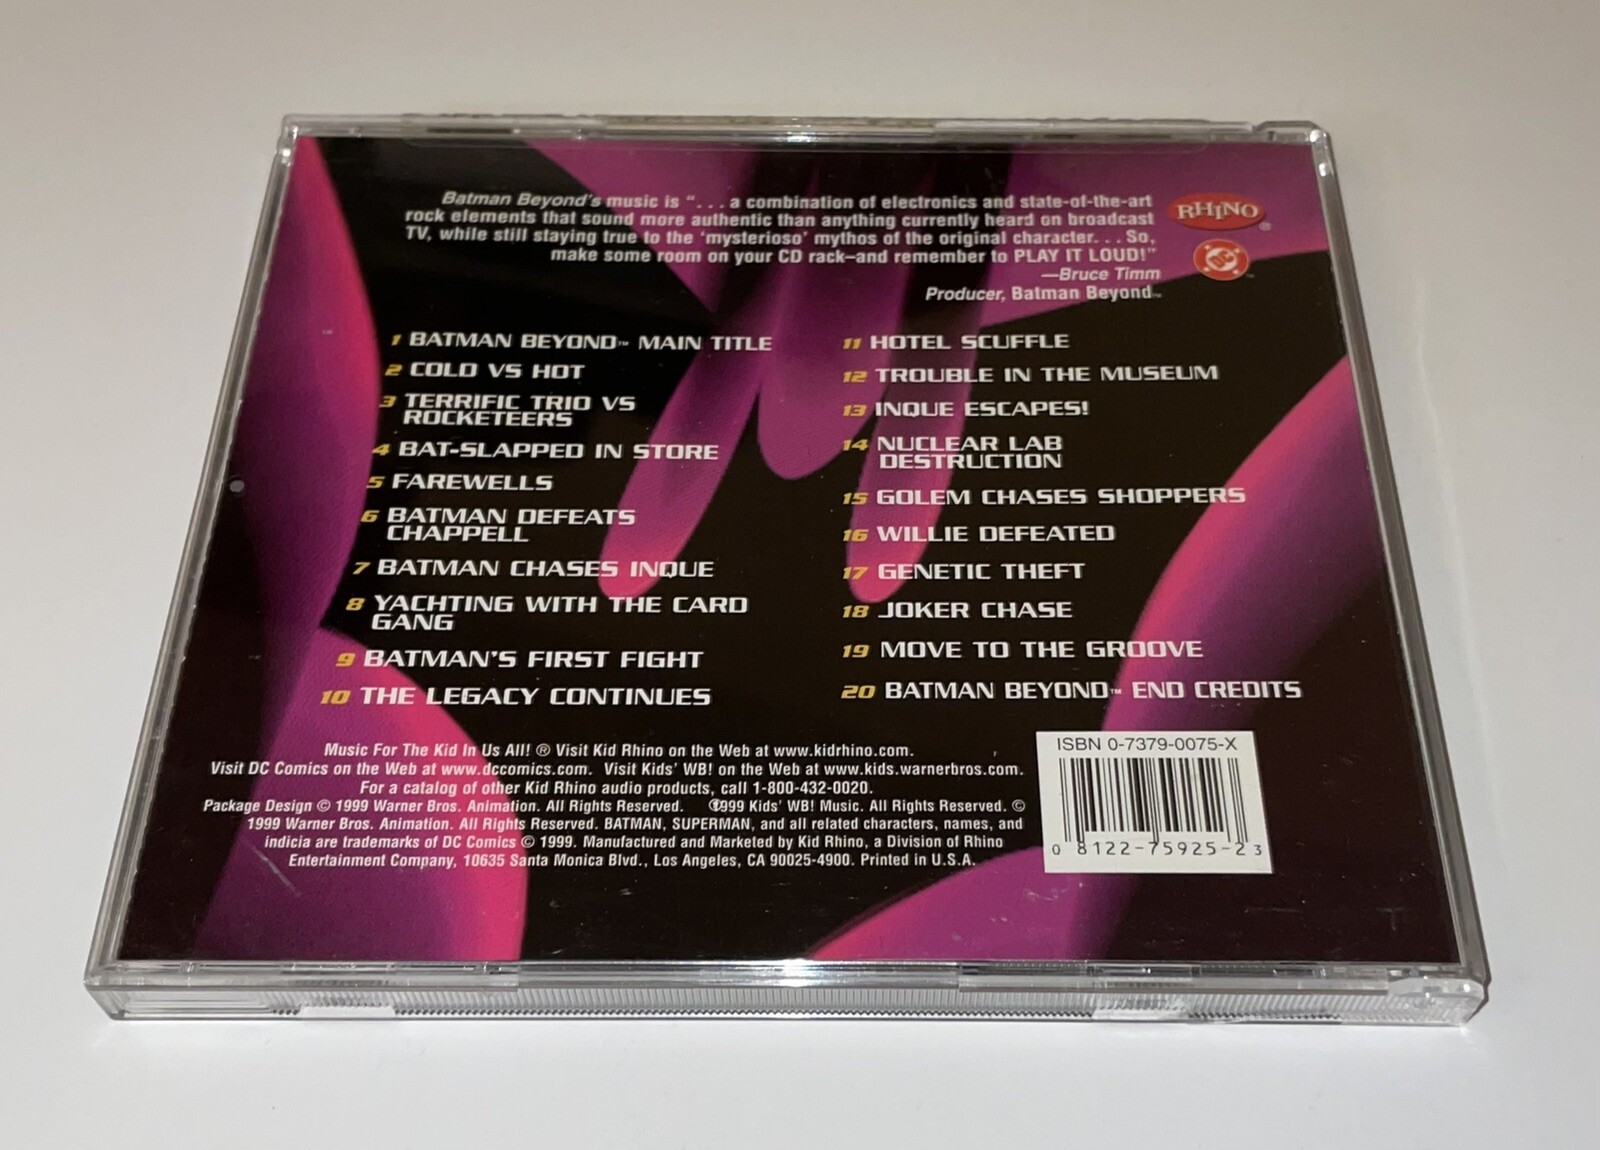 Batman Beyond's music is “. . . a combination of electronics and state-of-the-art
rock elements that sound more authentic than anything currently heard on broadcast
TV, while still staying true to the ‘mysterioso’ mythos of the original character. . . So,
make some room on your CD rack–and remember to PLAY IT LOUD!”
—Bruce Timm
Producer, Batman Beyond™
RHINO®
DC™
1 BATMAN BEYOND™ MAIN TITLE
2 COLD VS HOT
3 TERRIFIC TRIO VS
ROCKETEERS
4 BAT-SLAPPED IN STORE
5 FAREWELLS
6 BATMAN DEFEATS
CHAPPELL
7 BATMAN CHASES INQUE
8 YACHTING WITH THE CARD
GANG
9 BATMAN'S FIRST FIGHT
10 THE LEGACY CONTINUES
11 HOTEL SCUFFLE
12 TROUBLE IN THE MUSEUM
13 INQUE ESCAPES!
14 NUCLEAR LAB
DESTRUCTION
15 GOLEM CHASES SHOPPERS
16 WILLIE DEFEATED
17 GENETIC THEFT
18 JOKER CHASE
19 MOVE TO THE GROOVE
20 BATMAN BEYOND™ END CREDITS
Music For The Kid In Us All! ® Visit Kid Rhino on the Web at www.kidrhino.com.
Visit DC Comics on the Web at www.dccomics.com. Visit Kids' WB! on the Web at www.kids.warnerbros.com.
For a catalog of other Kid Rhino audio products, call 1-800-432-0020.
Package Design © 1999 Warner Bros. Animation. All Rights Reserved. ℗1999 Kids' WB! Music. All Rights Reserved. ©
1999 Warner Bros. Animation. All Rights Reserved. BATMAN, SUPERMAN, and all related characters, names, and
indicia are trademarks of DC Comics © 1999. Manufactured and Marketed by Kid Rhino, a Division of Rhino
Entertainment Company, 10635 Santa Monica Blvd., Los Angeles, CA 90025-4900. Printed in U.S.A.
ISBN 0-7379-0075-X
0 8122-75925-2 3